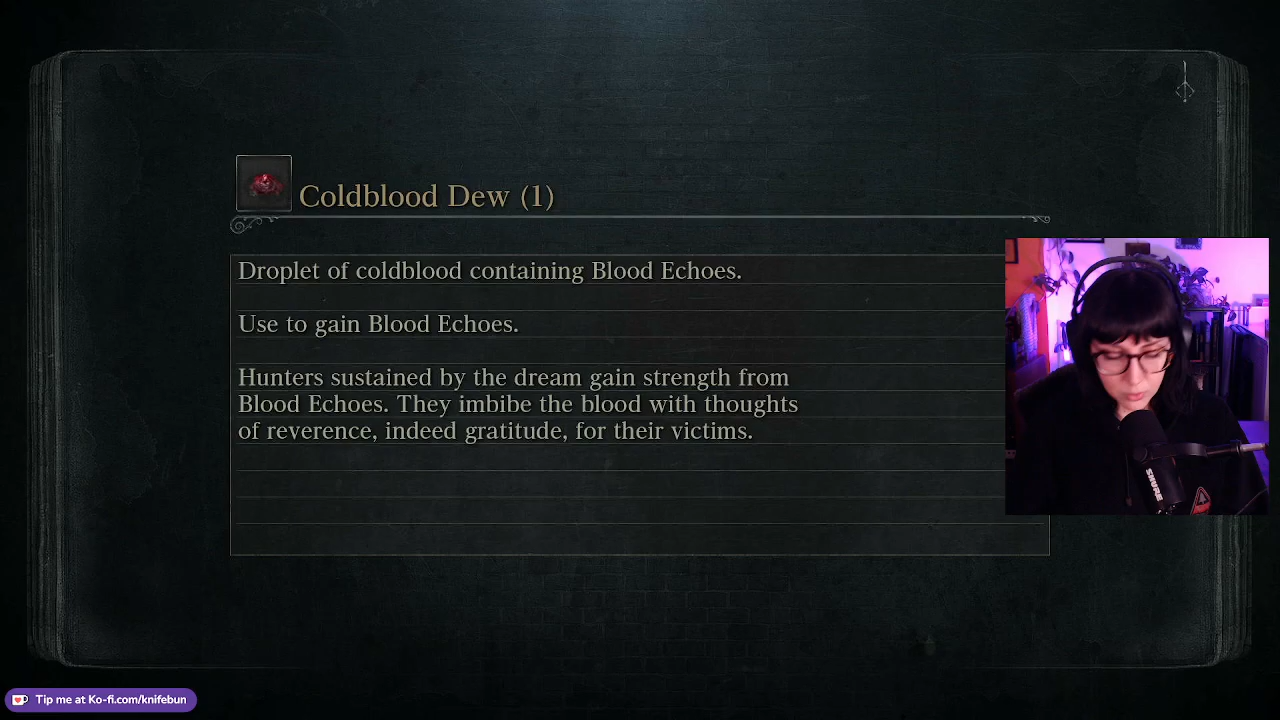 Coldblood Dew (1)
Droplet of coldblood containing Blood Echoes.
Use to gain Blood Echoes.
Hunters sustained by the dream gain strength from
Blood Echoes. They imbibe the blood with thoughts
of reverence, indeed gratitude, for their victims.
SHURE
Tip me at Ko-fi.com/knifebun